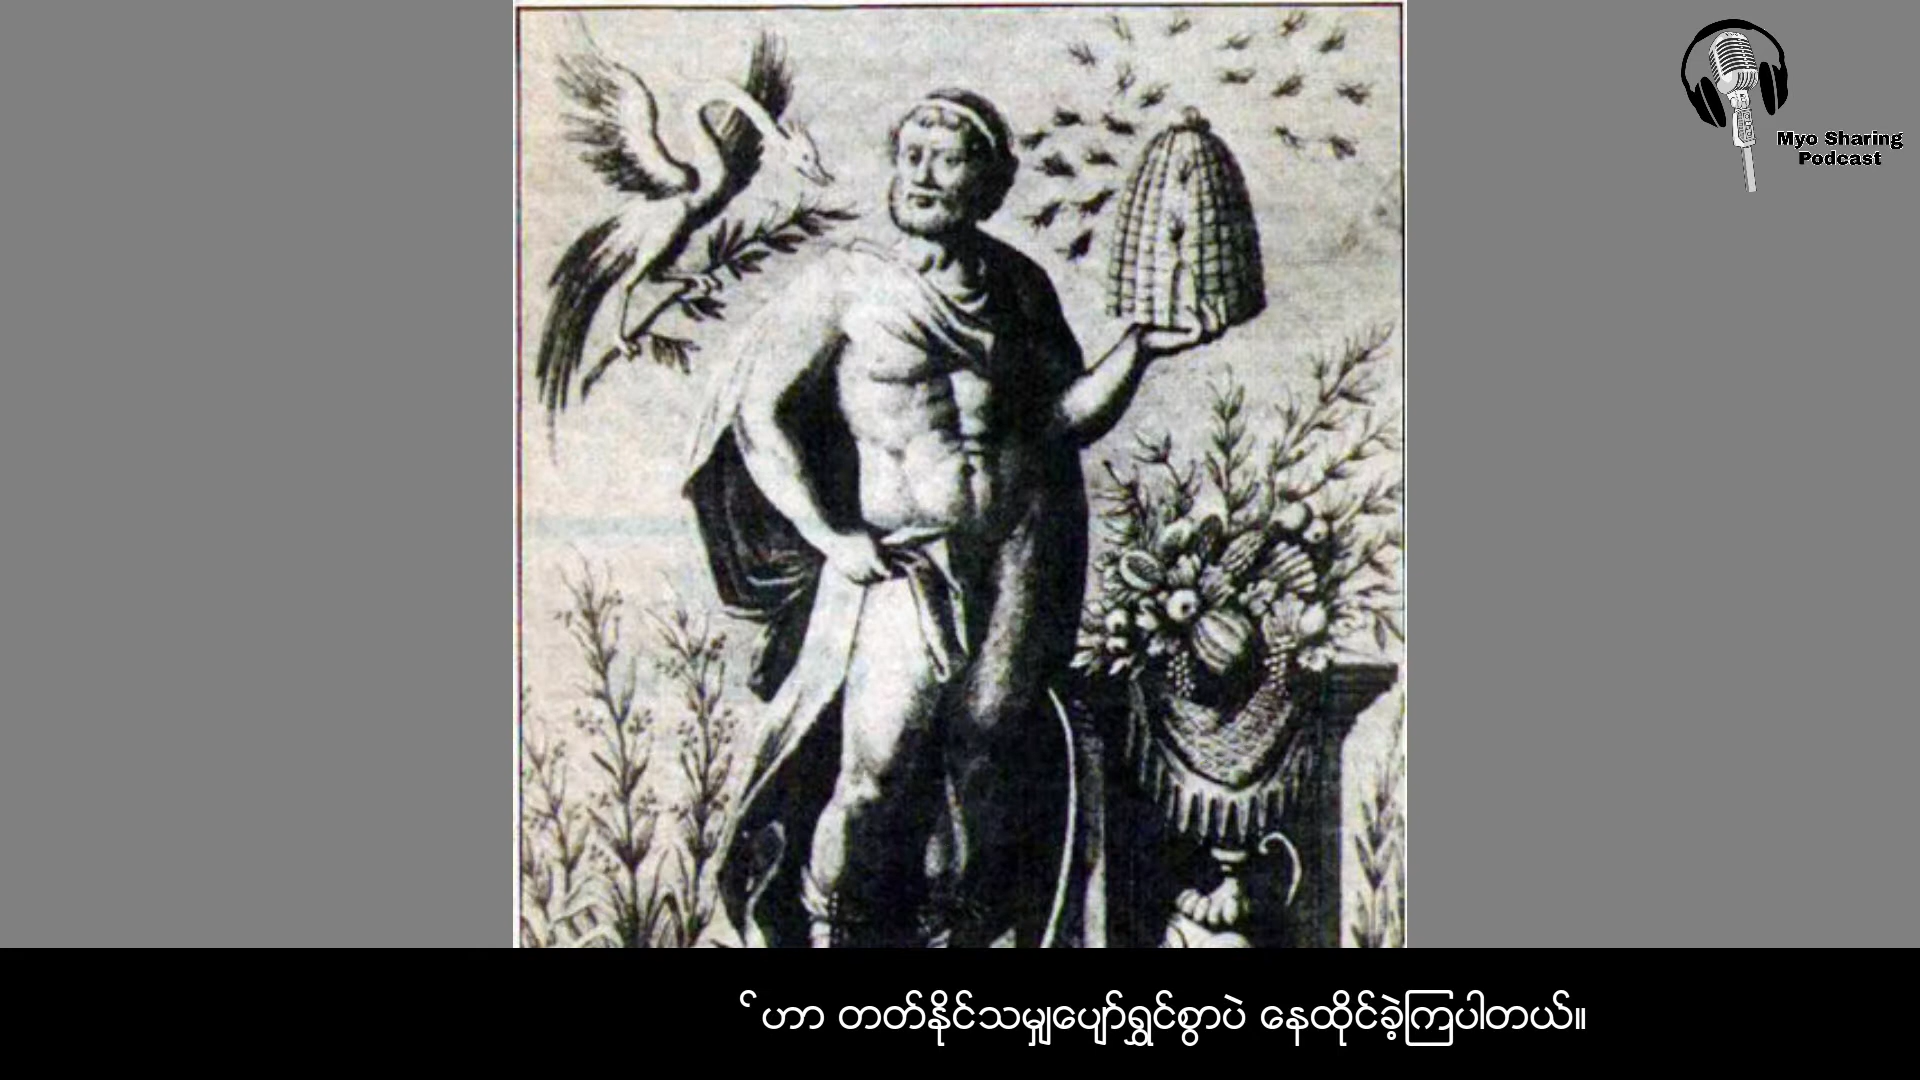 Myo Sharing
Podcast
်ဟာ တတ်နိုင်သမျှပျော်ရွှင်စွာပဲ နေထိုင်ခဲ့ကြပါတယ်။